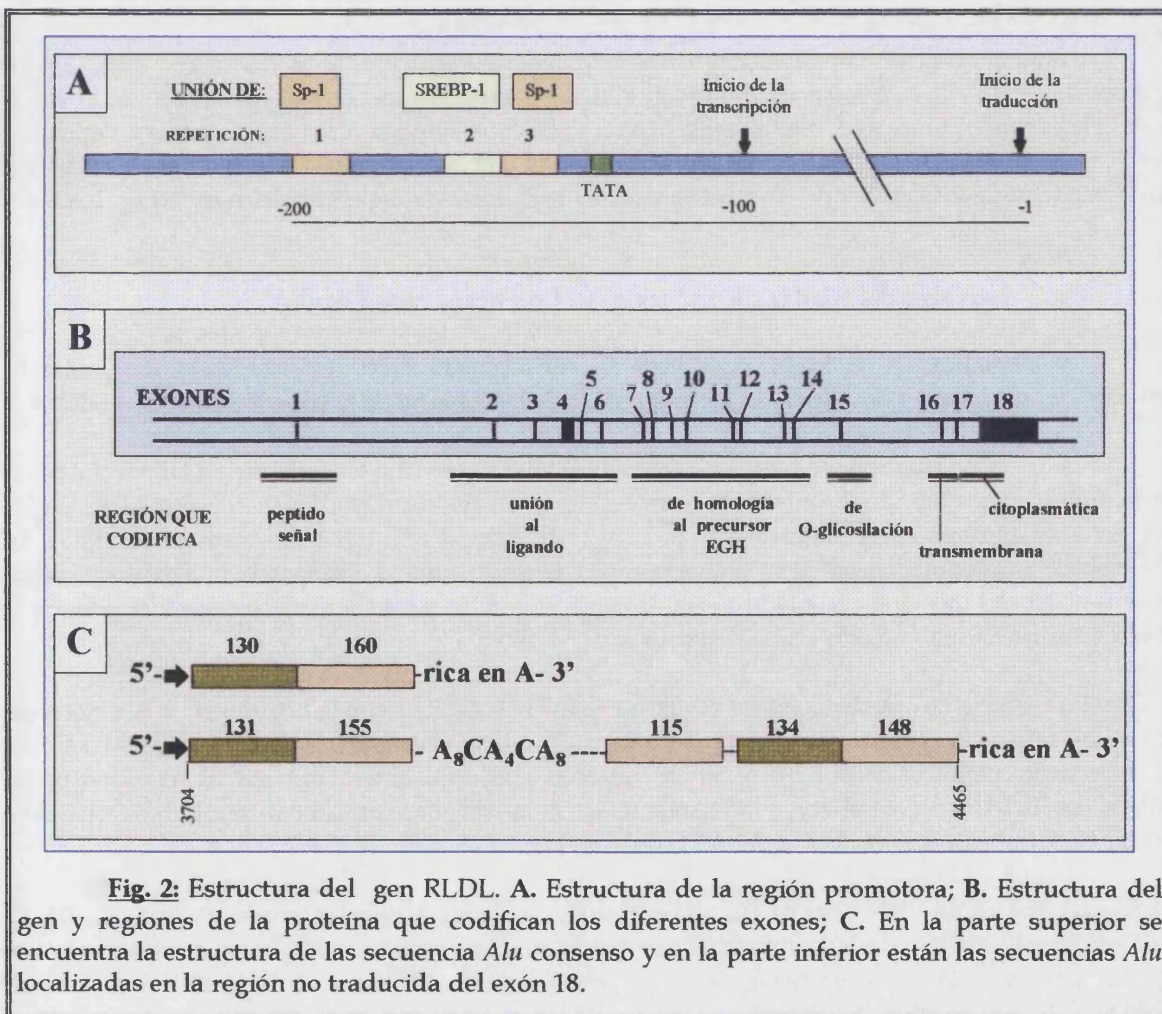 A
UNIÓN DE: Sp-1 SREBP-1 Sp-1
Inicio de la transcripción
Inicio de la traducción
REPETICIÓN: 1 2 3
TATA
-200 -100 -1
B
EXONES
1 2 3 4 5 6 7 8 9 10 11 12 13 14 15 16 17 18
REGIÓN QUE CODIFICA
peptido señal
unión al ligando
de homología al precursor EGH
de O-glicosilación
transmembrana
citoplasmática
C
130 160
5'- -rica en A- 3'
131 155 115 134 148
5'- - A₈CA₄CA₈ ---- -rica en A- 3'
3704 4465
Fig. 2: Estructura del gen RLDL. A. Estructura de la región promotora; B. Estructura del
gen y regiones de la proteína que codifican los diferentes exones; C. En la parte superior se
encuentra la estructura de las secuencia Alu consenso y en la parte inferior están las secuencias Alu
localizadas en la región no traducida del exón 18.